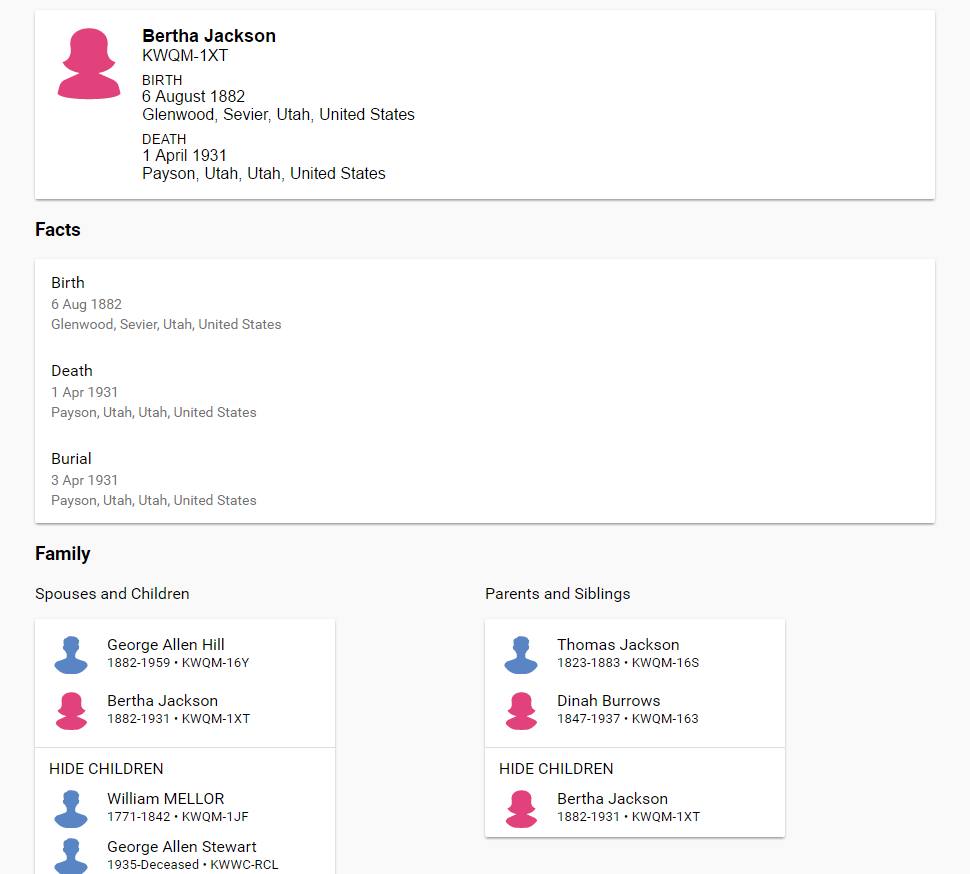 Bertha Jackson
KWQM-1XT
BIRTH
6 August 1882
Glenwood, Sevier, Utah, United States
DEATH
1 April 1931
Payson, Utah, Utah, United States
Facts
Birth
6 Aug 1882
Glenwood, Sevier, Utah, United States
Death
1 Apr 1931
Payson, Utah, Utah, United States
Burial
3 Apr 1931
Payson, Utah, Utah, United States
Family
Spouses and Children
George Allen Hill
1882-1959 • KWQM-16Y
Bertha Jackson
1882-1931 • KWQM-1XT
HIDE CHILDREN
William MELLOR
1771-1842 • KWQM-1JF
George Allen Stewart
1935-Deceased • KWWC-RCL
Parents and Siblings
Thomas Jackson
1823-1883 • KWQM-16S
Dinah Burrows
1847-1937 • KWQM-163
HIDE CHILDREN
Bertha Jackson
1882-1931 • KWQM-1XT